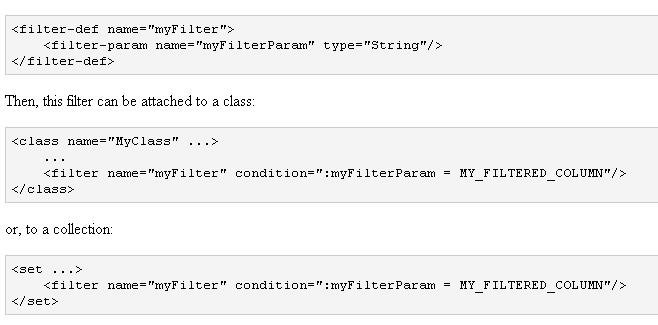 <filter-def name="myFilter">
    <filter-param name="myFilterParam" type="String"/>
</filter-def>
Then, this filter can be attached to a class:
<class name="MyClass" ...>
    ...
    <filter name="myFilter" condition=":myFilterParam = MY_FILTERED_COLUMN"/>
</class>
or, to a collection:
<set ...>
    <filter name="myFilter" condition=":myFilterParam = MY_FILTERED_COLUMN"/>
</set>